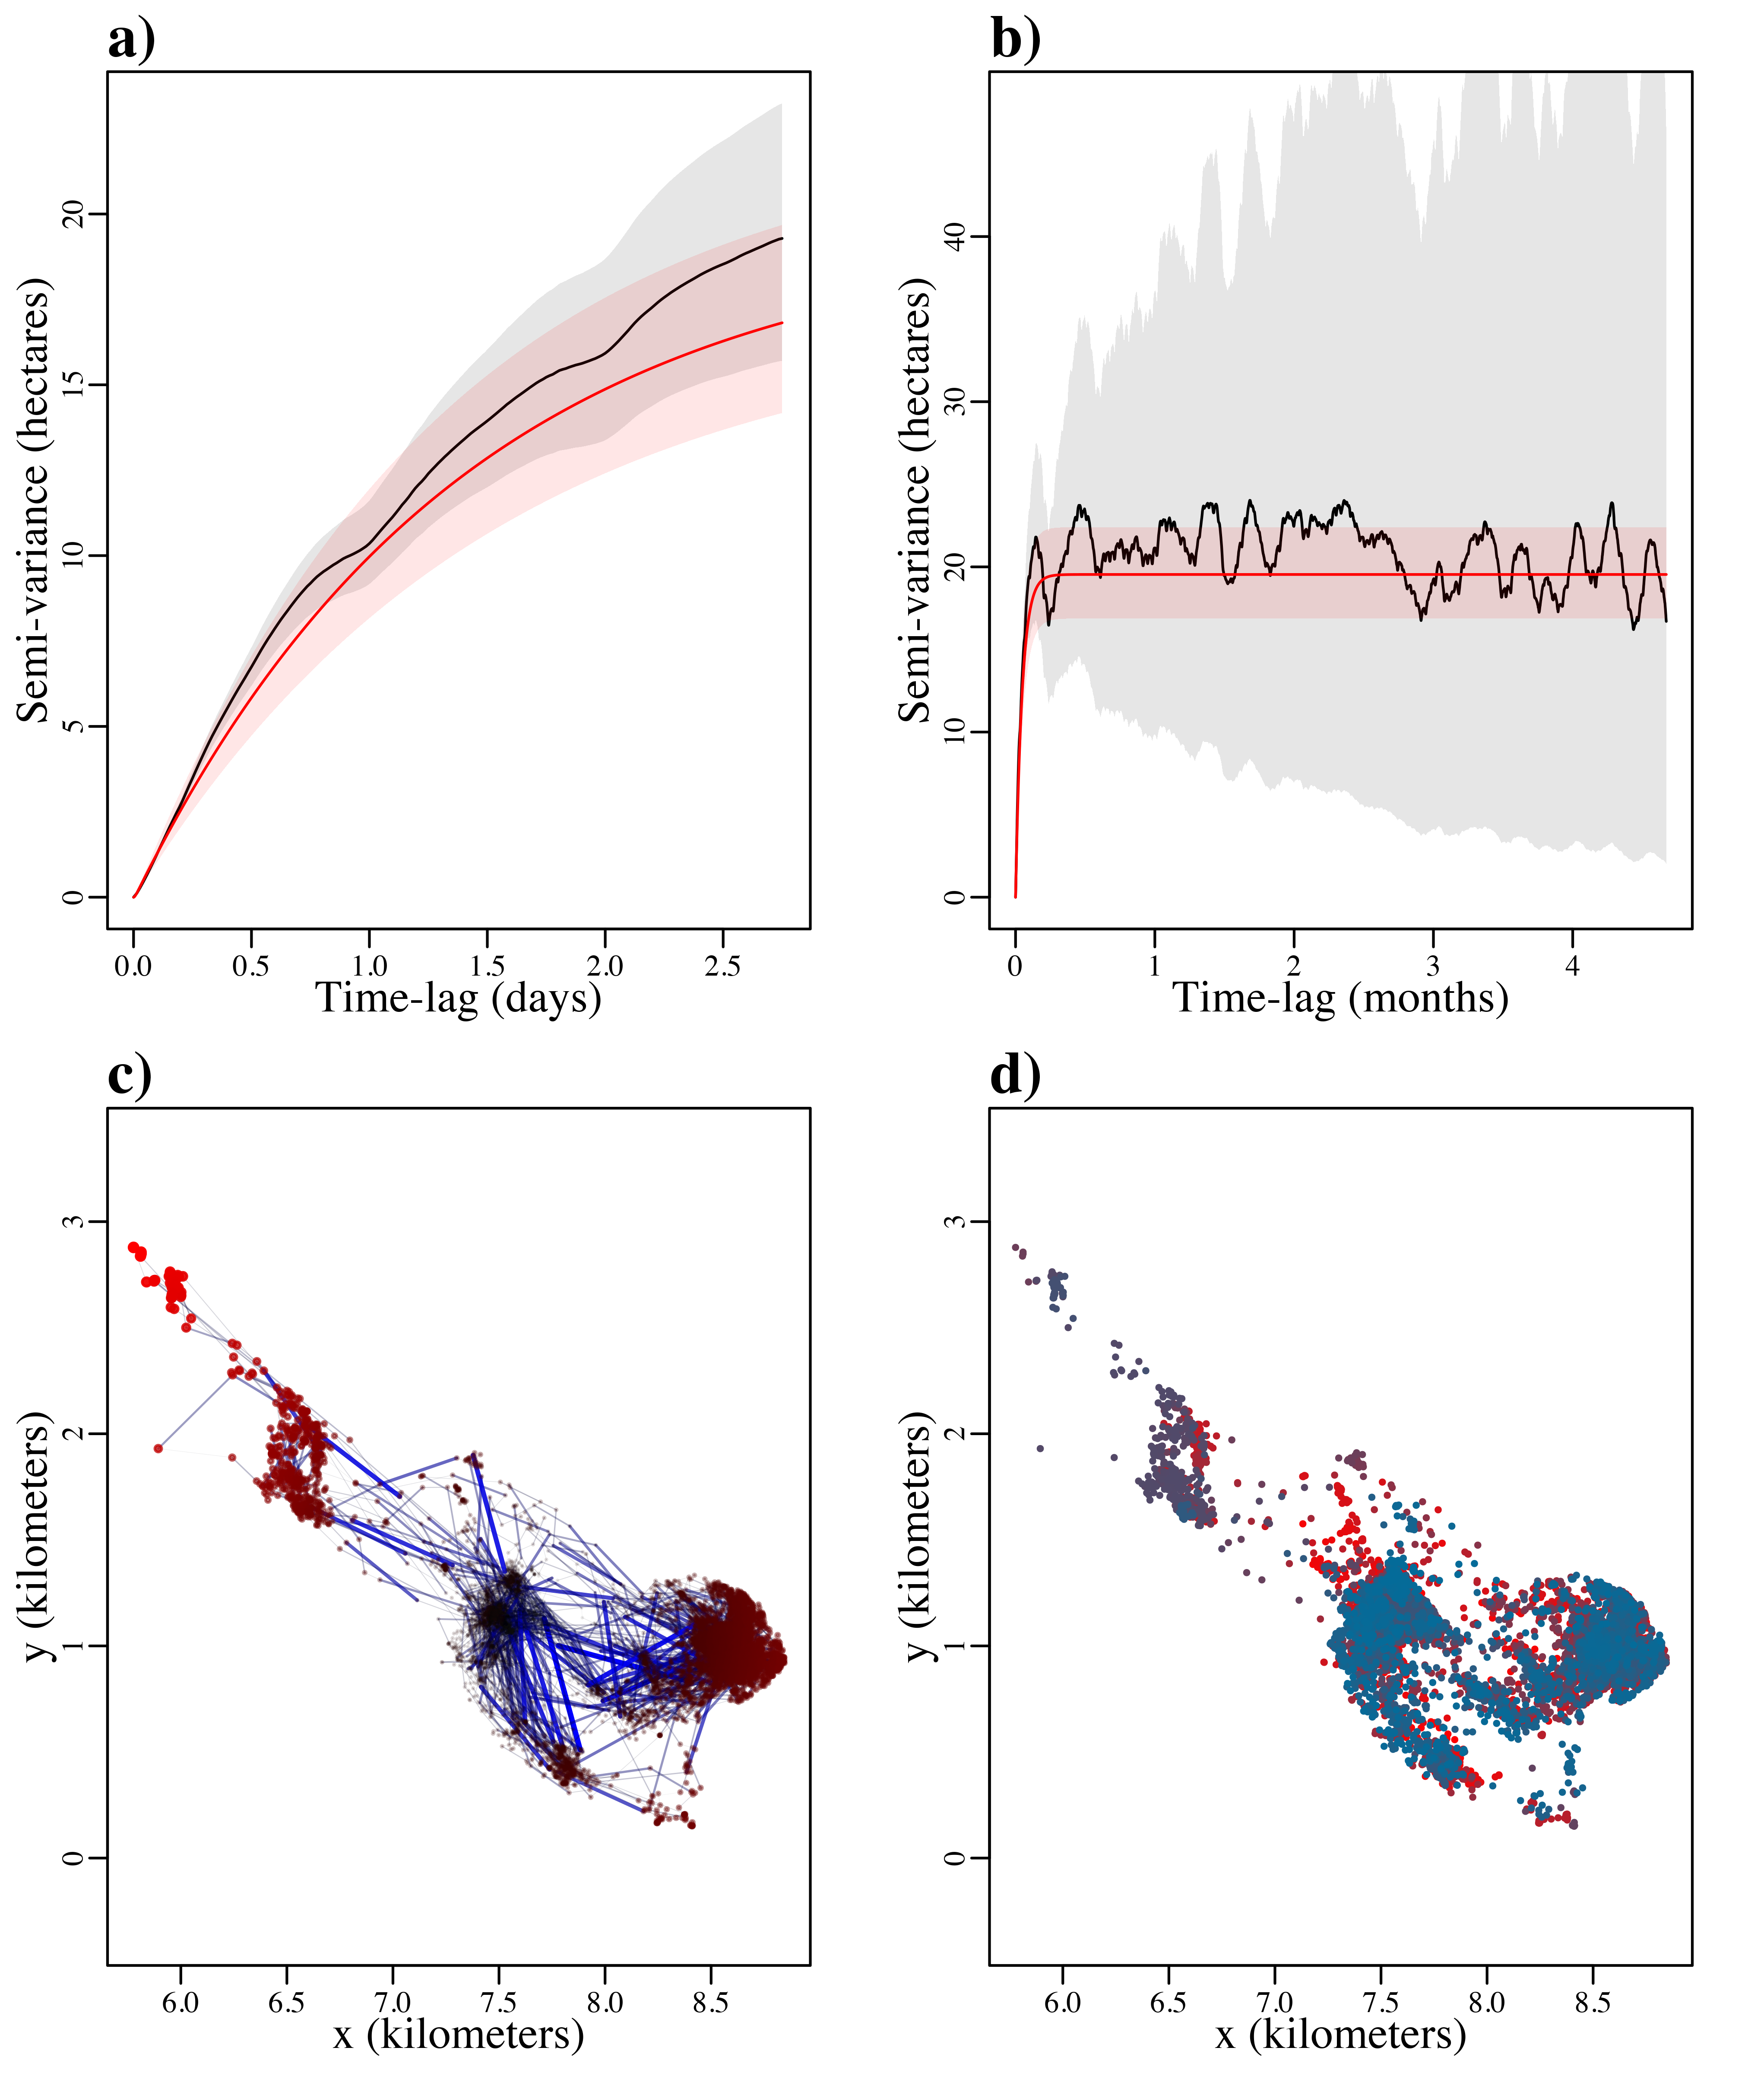 a)
Semi-variance (hectares)
0 5 10 15 20
0.0 0.5 1.0 1.5 2.0 2.5
Time-lag (days)
b)
Semi-variance (hectares)
0 10 20 30 40
0 1 2 3 4
Time-lag (months)
c)
y (kilometers)
0 1 2 3
6.0 6.5 7.0 7.5 8.0 8.5
x (kilometers)
d)
y (kilometers)
0 1 2 3
6.0 6.5 7.0 7.5 8.0 8.5
x (kilometers)